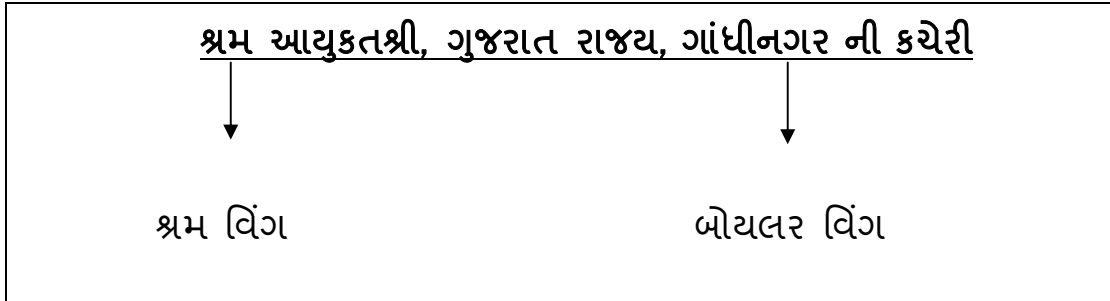 શ્રમ આયુકતશ્રી, ગુજરાત રાજય, ગાંધીનગર ની કચેરી
શ્રમ વિંગ બોયલર વિંગ